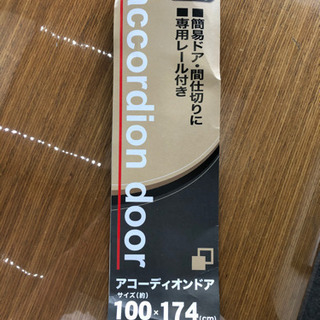 accordion door
■簡易ドア・間仕切りに
■専用レール付き
アコーディオンドア
サイズ(約)
100×174(cm)